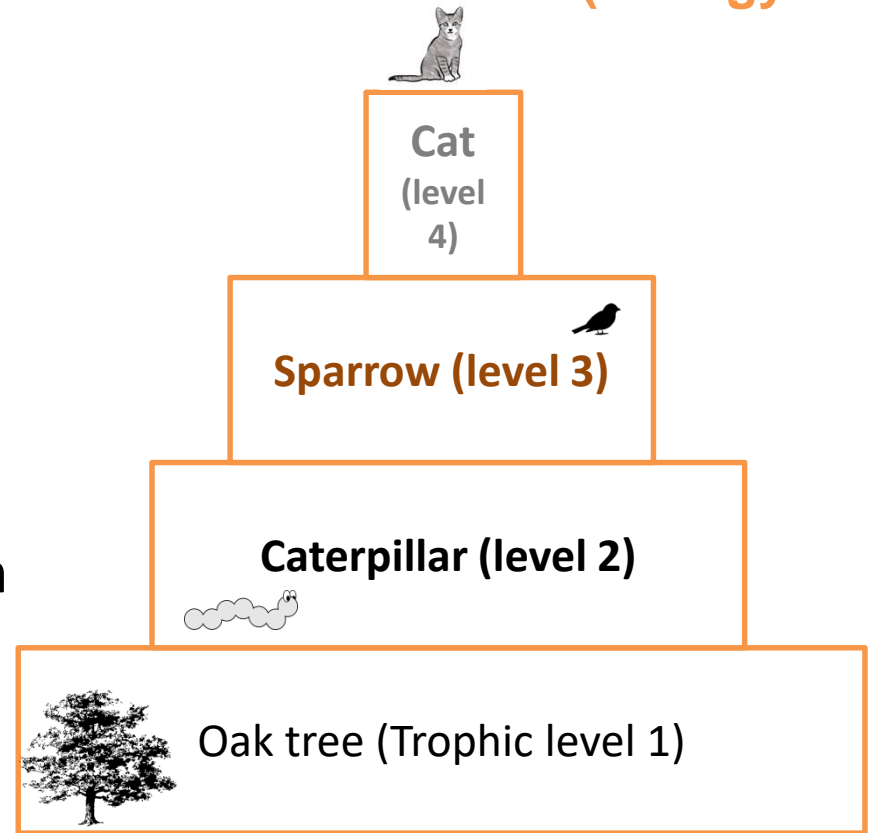 Cat
(level
4)
Sparrow (level 3)
Caterpillar (level 2)
Oak tree (Trophic level 1)